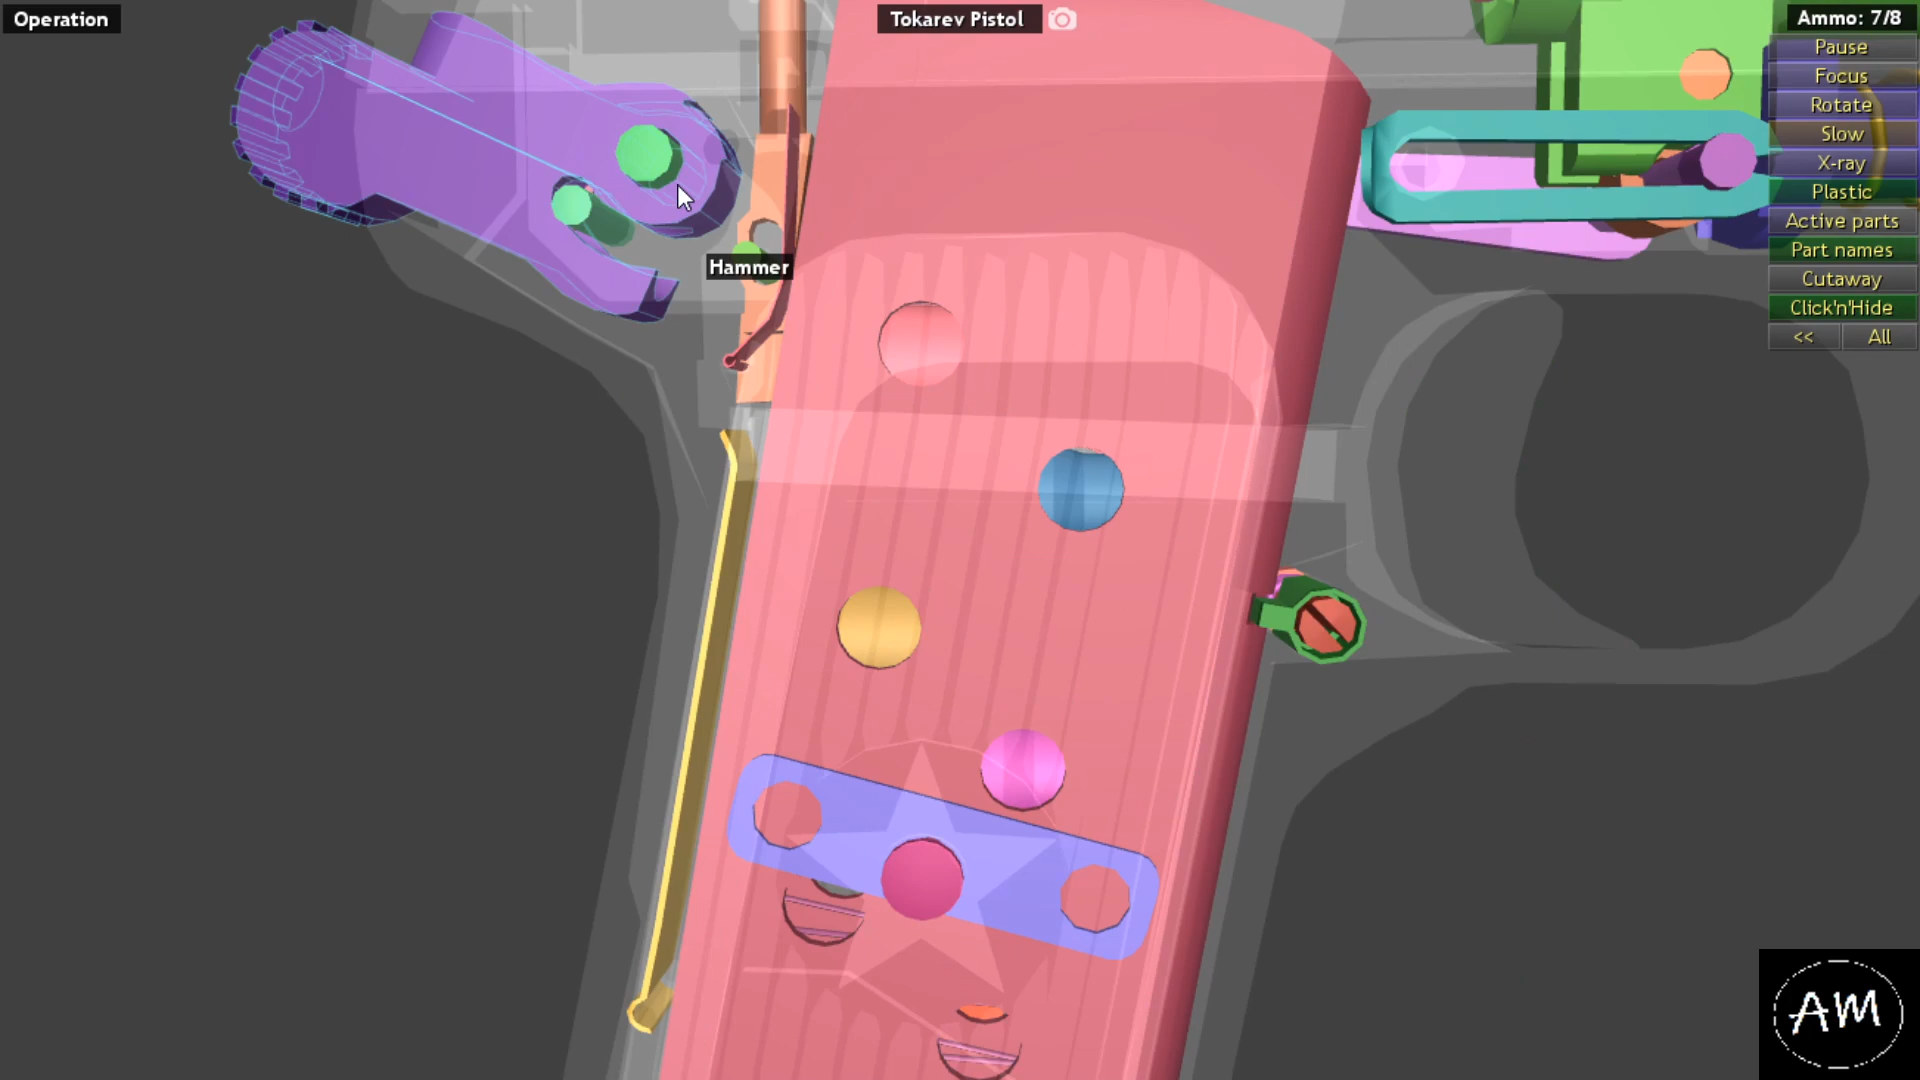 Operation
Tokarev Pistol
Ammo: 7/8
Pause
Focus
Rotate
Slow
X-ray
Plastic
Active parts
Part names
Cutaway
Click'n'Hide
<< All
Hammer
AM